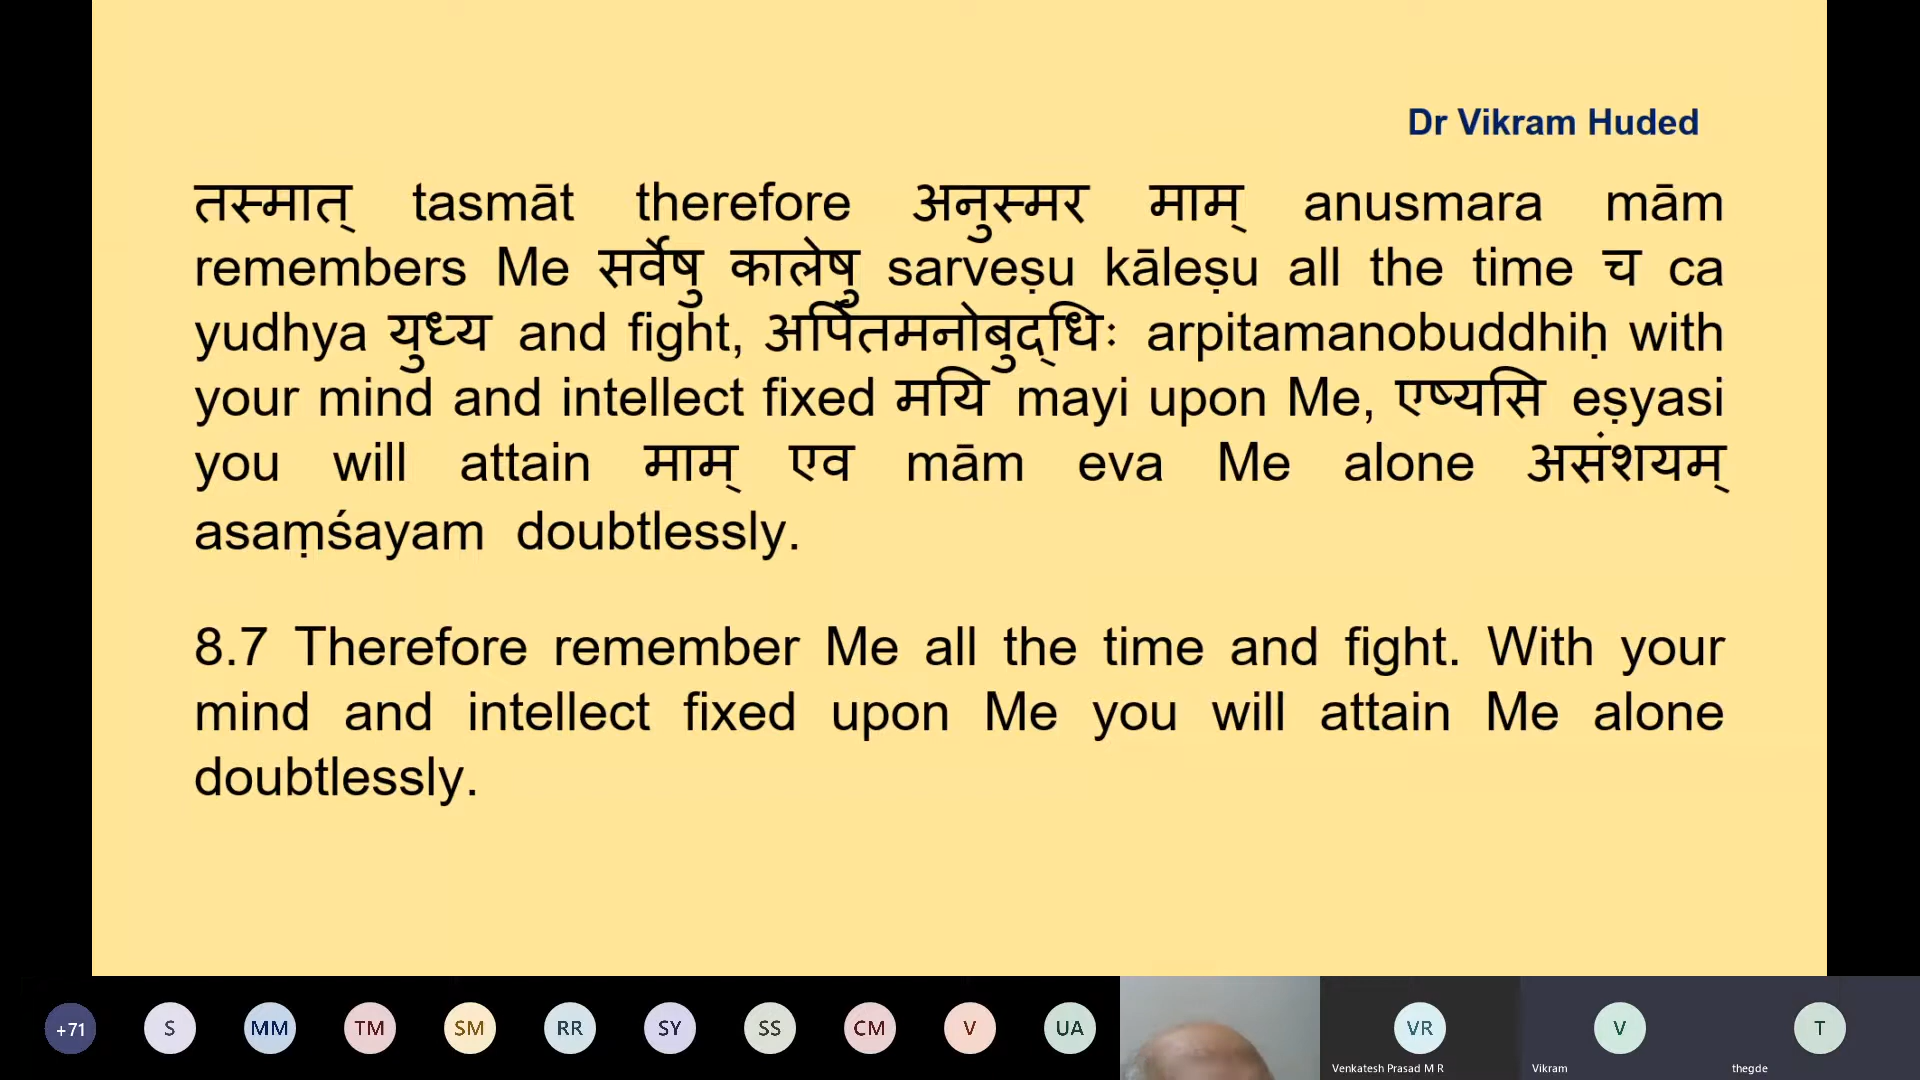 Dr Vikram Huded
तस्मात् tasmāt therefore अनुस्मर माम् anusmara mām
remembers Me सर्वेषु कालेषु sarveṣu kāleṣu all the time च ca
yudhya युध्य and fight, अर्पितमनोबुद्धिः arpitamanobuddhiḥ with
your mind and intellect fixed मयि mayi upon Me, एष्यसि eṣyasi
you will attain माम् एव mām eva Me alone असंशयम्
asaṃśayam doubtlessly.
8.7 Therefore remember Me all the time and fight. With your
mind and intellect fixed upon Me you will attain Me alone
doubtlessly.
+71 S MM TM SM RR SY SS CM V UA VR V T
Venkatesh Prasad M R Vikram thegde